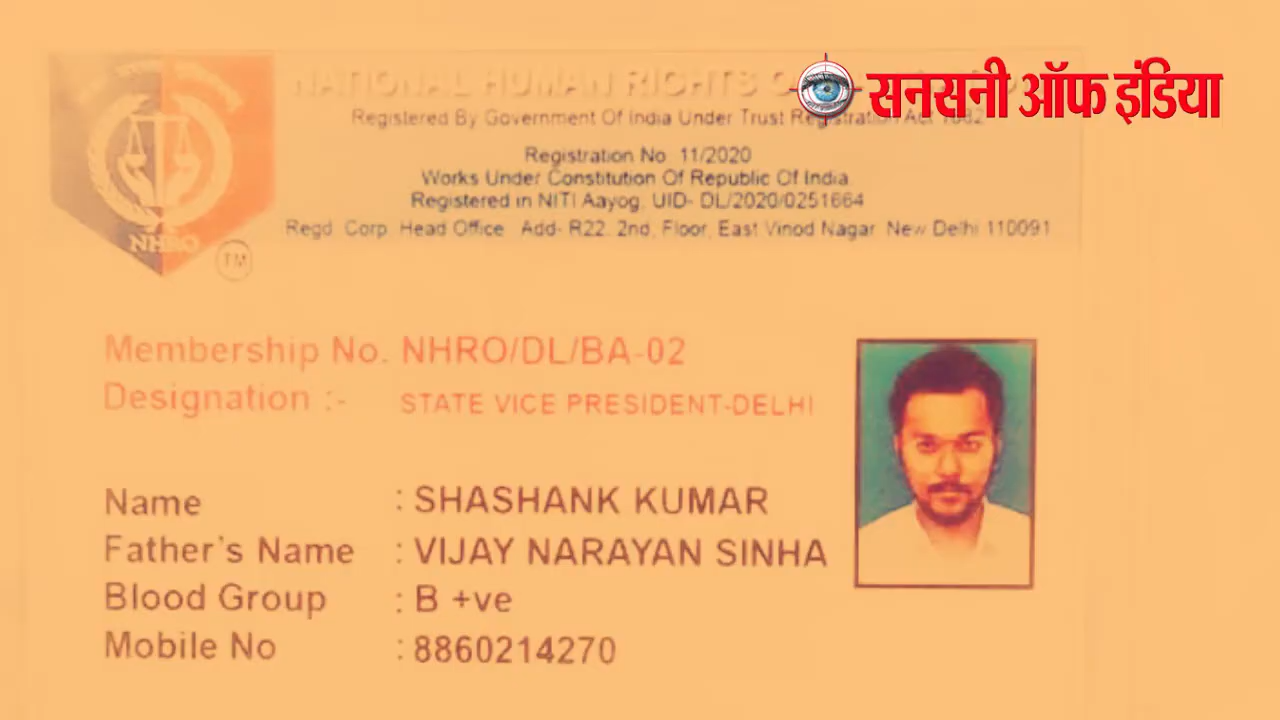 NATIONAL HUMAN RIGHTS
सनसनी ऑफ इंडिया
Registered By Government Of India Under Trust Registration Act 1882
Registration No 11/2020
Works Under Constitution Of Republic Of India
Registered in NITI Aayog, UID- DL/2020/0251664
Regd. Corp. Head Office Add- R22, 2nd, Floor, East Vinod Nagar New Delhi 110091
NHRO
TM
Membership No. NHRO/DL/BA-02
Designation :- STATE VICE PRESIDENT-DELHI
Name : SHASHANK KUMAR
Father's Name : VIJAY NARAYAN SINHA
Blood Group : B +ve
Mobile No : 8860214270